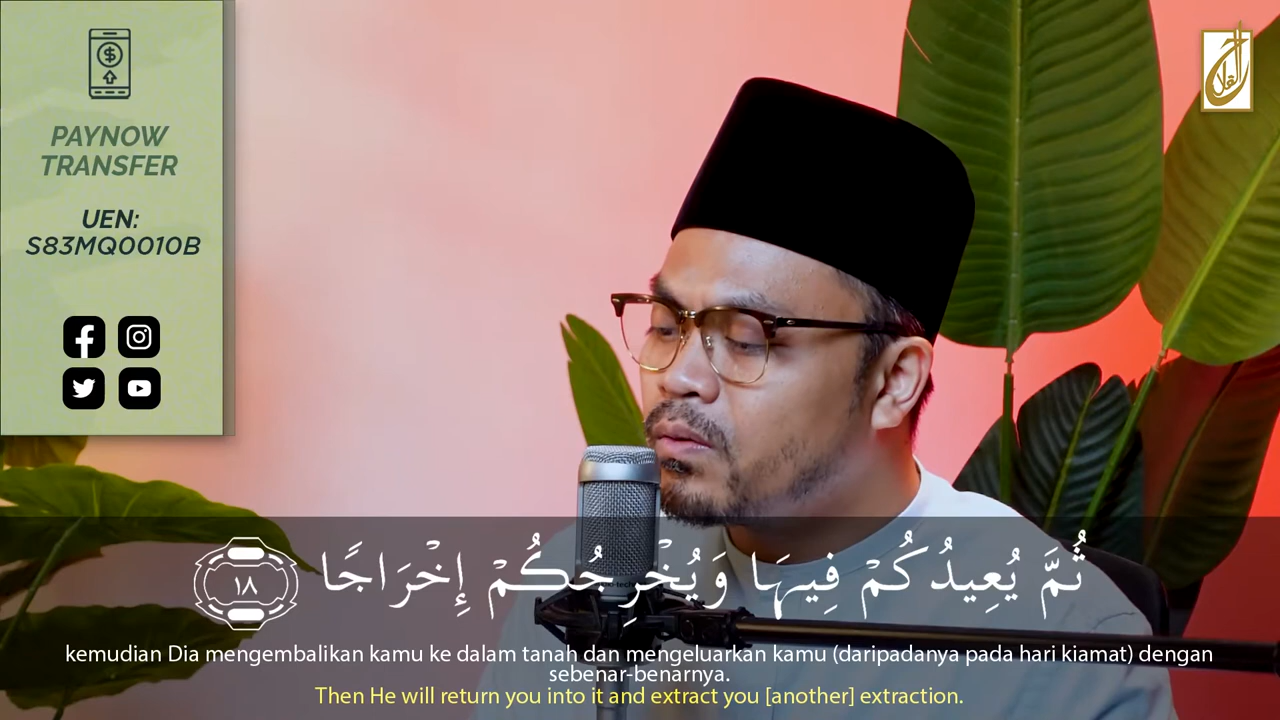 PAYNOW
TRANSFER
UEN:
S83MQ0010B
ثُمَّ يُعِيدُكُمْ فِيهَا وَيُخْرِجُكُمْ إِخْرَاجًا ١٨
kemudian Dia mengembalikan kamu ke dalam tanah dan mengeluarkan kamu (daripadanya pada hari kiamat) dengan
sebenar-benarnya.
Then He will return you into it and extract you [another] extraction.